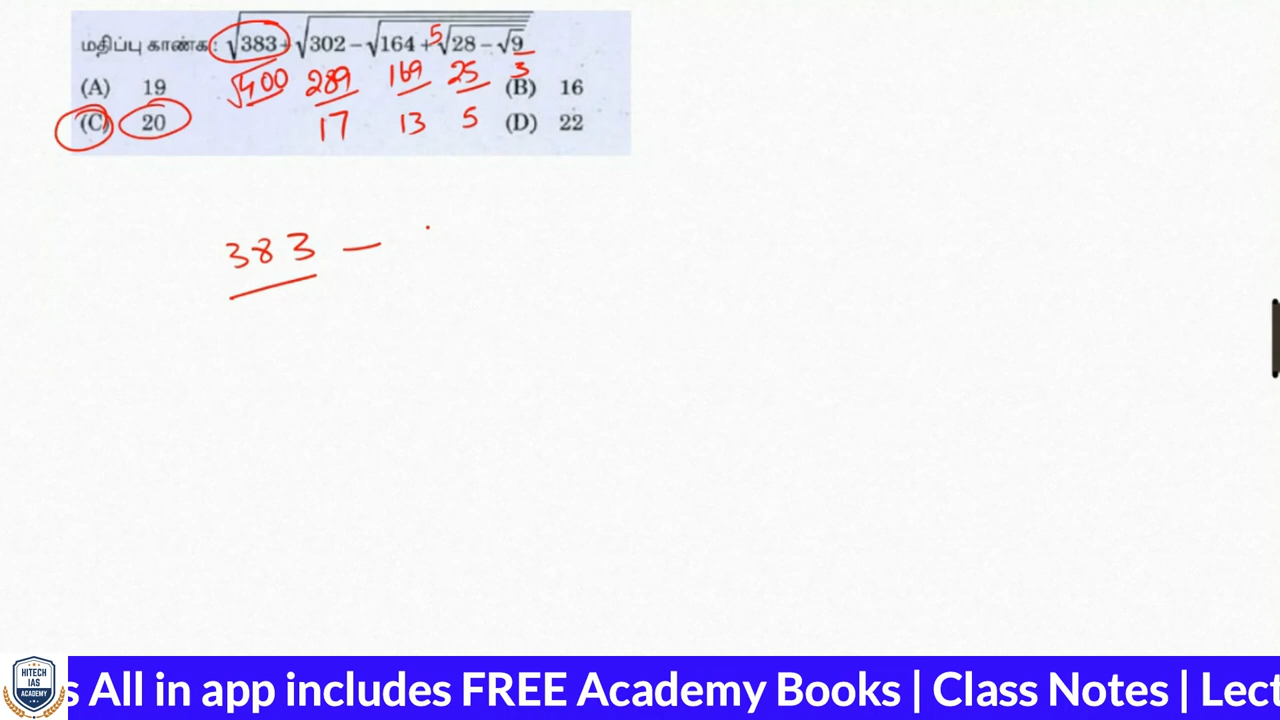 மதிப்பு காண்க : √383 + √302 − √164 + √28 − √9
5
(A) 19 √400 289 169 25 3 (B) 16
(C) 20 17 13 5 (D) 22
383 −
HITECH
IAS
ACADEMY
s All in app includes FREE Academy Books | Class Notes | Lect